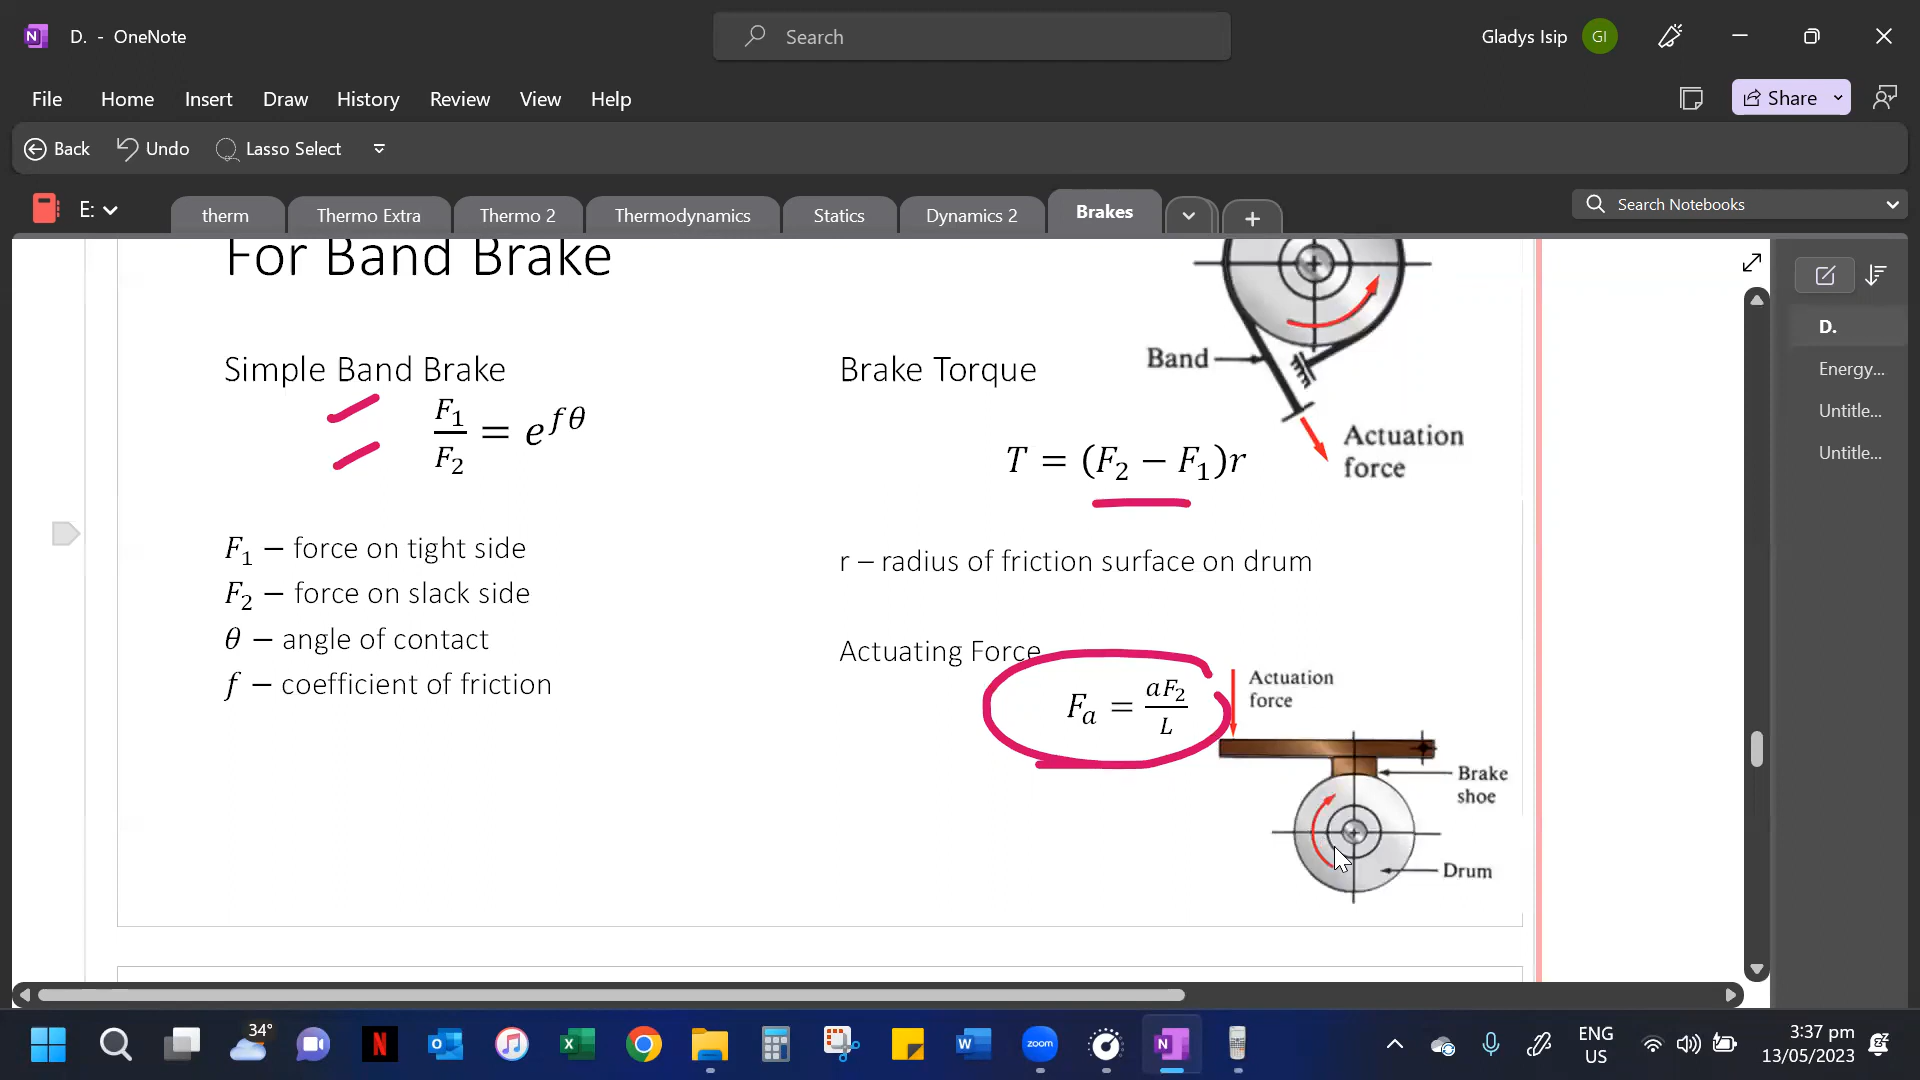 D. - OneNote
Search
Gladys Isip
GI
File Home Insert Draw History Review View Help
Share
Back Undo Lasso Select
E:
therm Thermo Extra Thermo 2 Thermodynamics Statics Dynamics 2 Brakes
Search Notebooks
D.
Energy...
Untitle...
Untitle...
For Band Brake
Simple Band Brake
F₁/F₂ = e^{fθ}
F₁ − force on tight side
F₂ − force on slack side
θ − angle of contact
f − coefficient of friction
Brake Torque
T = (F₂ − F₁)r
r – radius of friction surface on drum
Actuating Force
Fₐ = aF₂/L
Band
Actuation
force
Actuation
force
Brake
shoe
Drum
34°
zoom
ENG
US
3:37 pm
13/05/2023